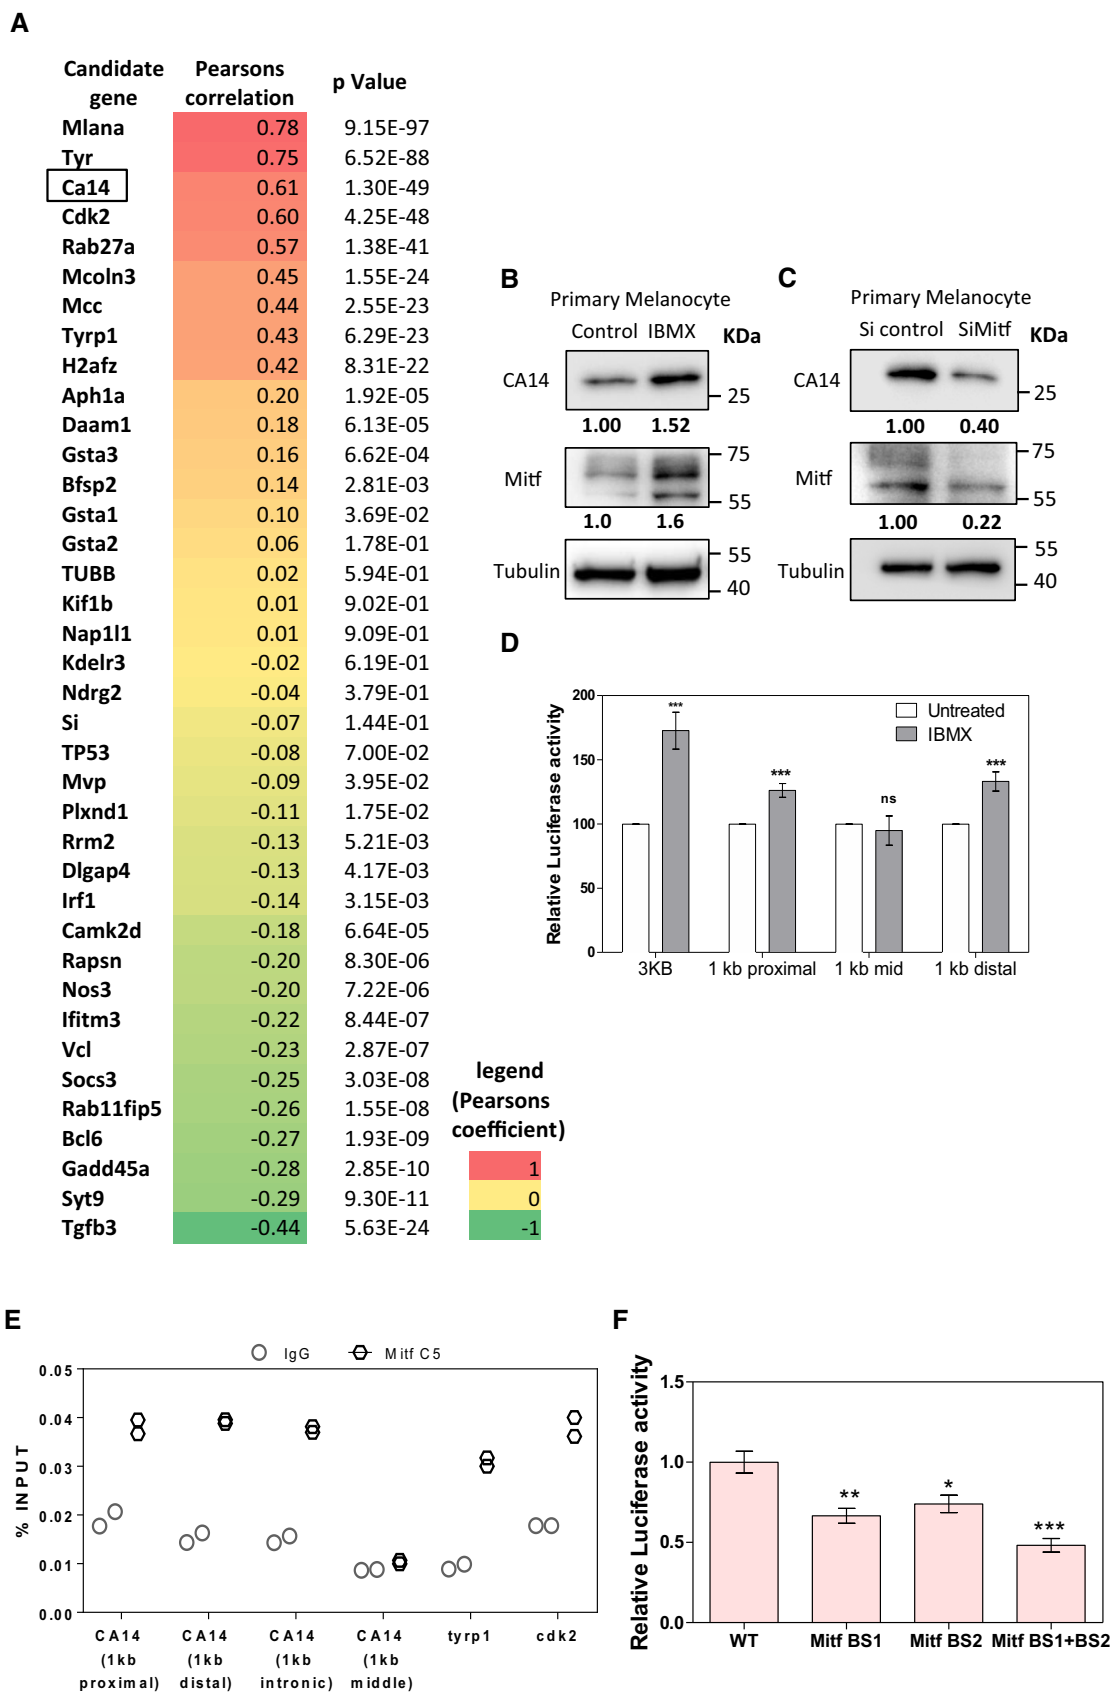 A
Candidate gene Pearsons correlation p Value
Mlana 0.78 9.15E-97
Tyr 0.75 6.52E-88
Ca14 0.61 1.30E-49
Cdk2 0.60 4.25E-48
Rab27a 0.57 1.38E-41
Mcoln3 0.45 1.55E-24
Mcc 0.44 2.55E-23
Tyrp1 0.43 6.29E-23
H2afz 0.42 8.31E-22
Aph1a 0.20 1.92E-05
Daam1 0.18 6.13E-05
Gsta3 0.16 6.62E-04
Bfsp2 0.14 2.81E-03
Gsta1 0.10 3.69E-02
Gsta2 0.06 1.78E-01
TUBB 0.02 5.94E-01
Kif1b 0.01 9.02E-01
Nap1l1 0.01 9.09E-01
Kdelr3 -0.02 6.19E-01
Ndrg2 -0.04 3.79E-01
Si -0.07 1.44E-01
TP53 -0.08 7.00E-02
Mvp -0.09 3.95E-02
Plxnd1 -0.11 1.75E-02
Rrm2 -0.13 5.21E-03
Dlgap4 -0.13 4.17E-03
Irf1 -0.14 3.15E-03
Camk2d -0.18 6.64E-05
Rapsn -0.20 8.30E-06
Nos3 -0.20 7.22E-06
Ifitm3 -0.22 8.44E-07
Vcl -0.23 2.87E-07
Socs3 -0.25 3.03E-08
Rab11fip5 -0.26 1.55E-08
Bcl6 -0.27 1.93E-09
Gadd45a -0.28 2.85E-10
Syt9 -0.29 9.30E-11
Tgfb3 -0.44 5.63E-24
legend
(Pearsons
coefficient)
1
0
-1
B
Primary Melanocyte
Control IBMX KDa
CA14
25
1.00 1.52
Mitf
75
55
1.0 1.6
Tubulin
55
40
C
Primary Melanocyte
Si control SiMitf KDa
CA14
25
1.00 0.40
Mitf
75
55
1.00 0.22
Tubulin
55
40
D
Relative Luciferase activity
200
150
100
50
0
Untreated
IBMX
***
***
ns
***
3KB 1 kb proximal 1 kb mid 1 kb distal
E
IgG Mitf C5
% INPUT
0.05
0.04
0.03
0.02
0.01
0.00
CA14 (1kb proximal)
CA14 (1kb distal)
CA14 (1kb intronic)
CA14 (1kb middle)
tyrp1
cdk2
F
Relative Luciferase activity
1.5
1.0
0.5
0.0
**
*
***
WT Mitf BS1 Mitf BS2 Mitf BS1+BS2